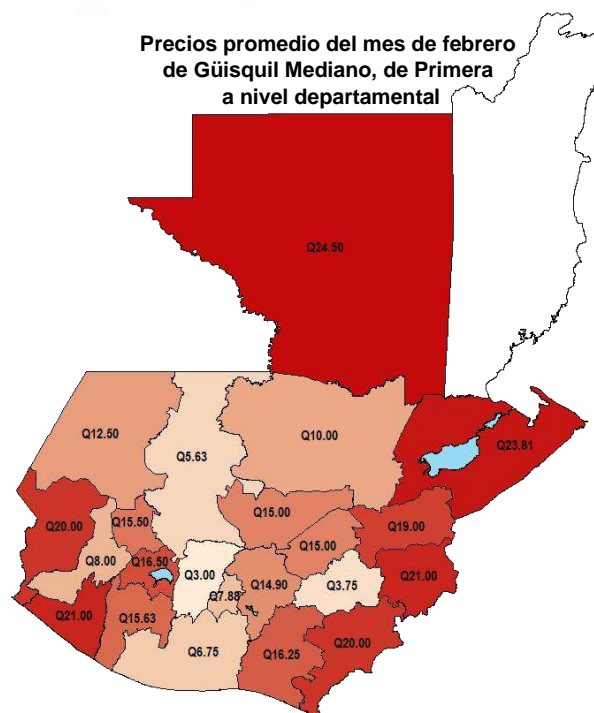 Precios promedio del mes de febrero
de Güisquil Mediano, de Primera
a nivel departamental
Q24.50
Q12.50
Q5.63
Q10.00
Q23.81
Q20.00
Q15.50
Q15.00
Q19.00
Q8.00
Q16.50
Q3.00
Q15.00
Q7.88
Q14.90
Q3.75
Q21.00
Q21.00
Q15.63
Q6.75
Q16.25
Q20.00